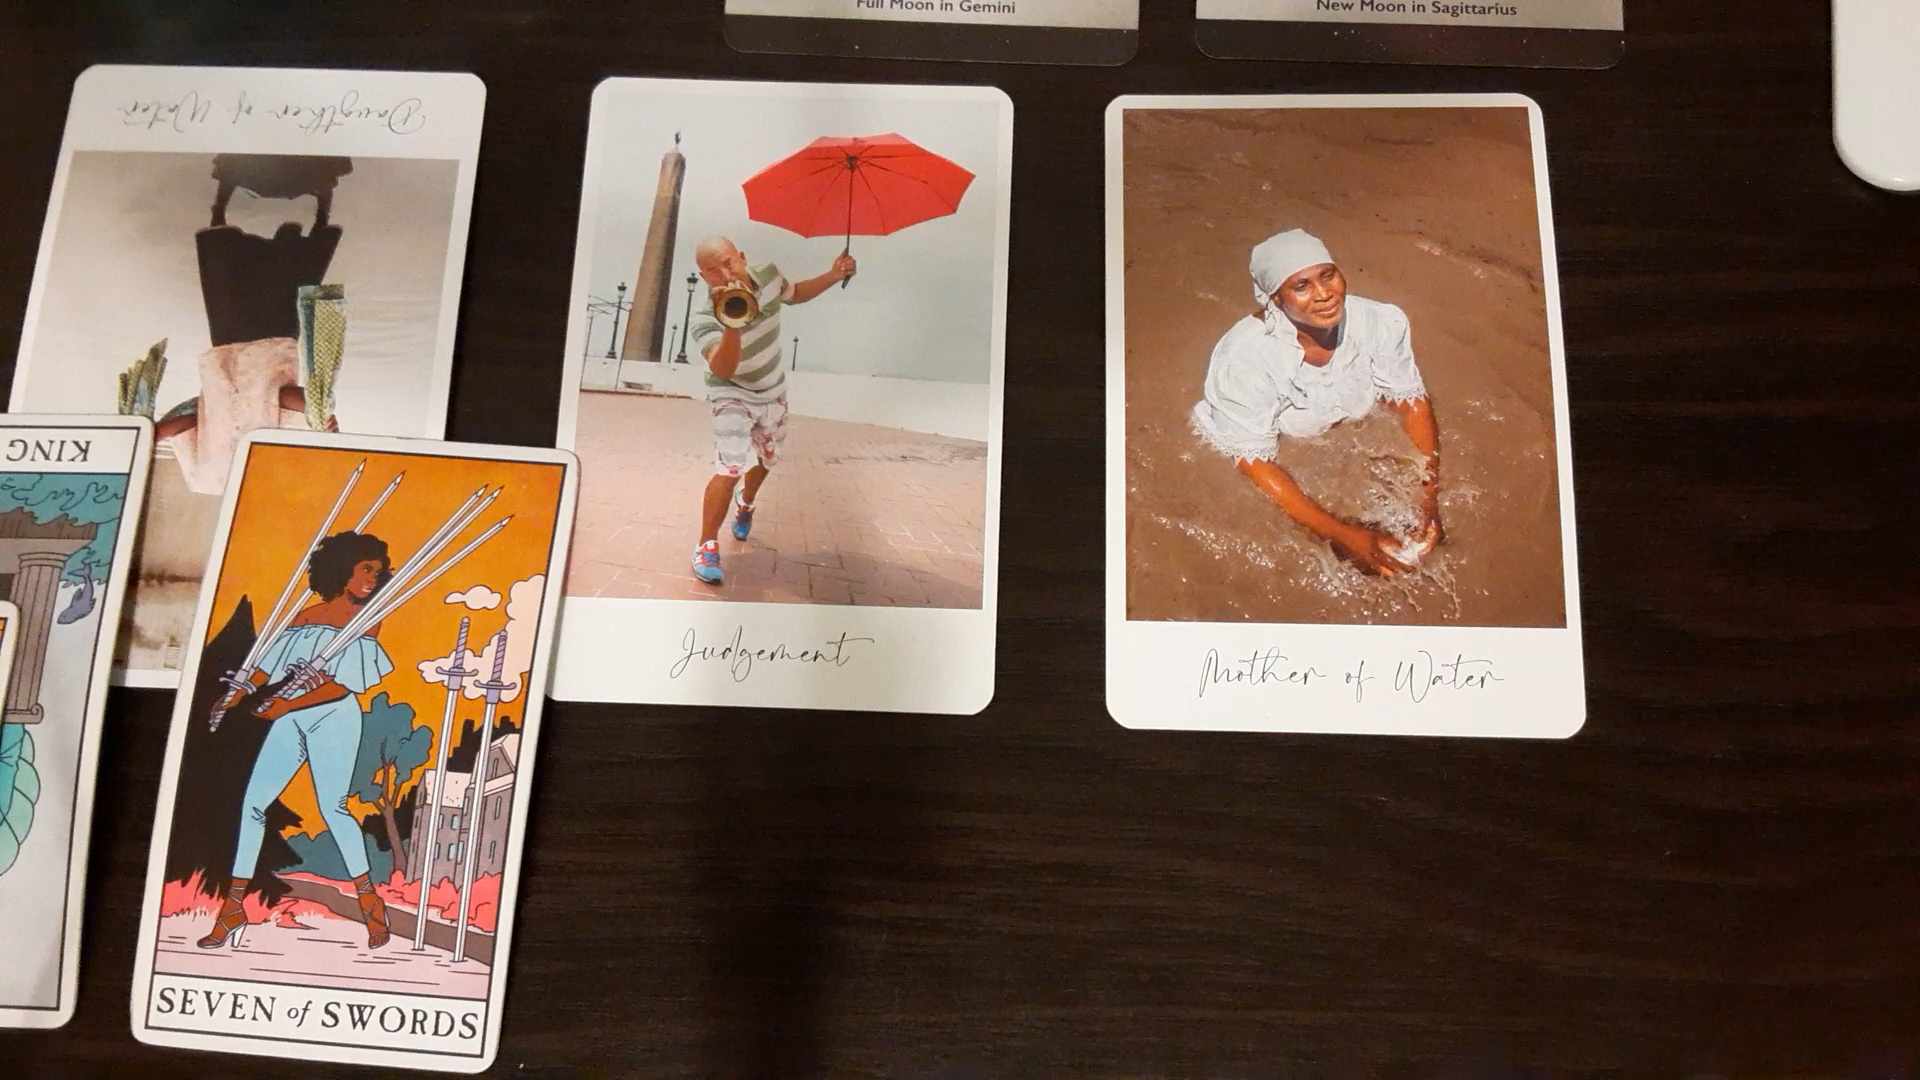 Full Moon in Gemini
New Moon in Sagittarius
Daughter of Water
Judgement
Mother of Water
KING
SEVEN of SWORDS